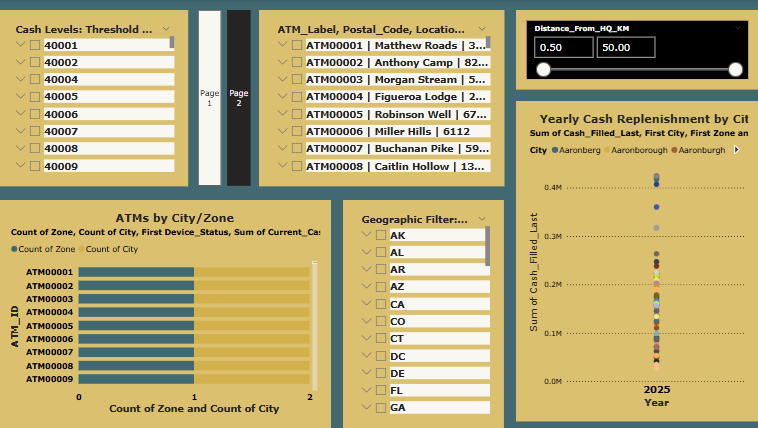 Cash Levels: Threshold ...
40001
40002
40004
40005
40006
40007
40008
40009
Page
1
Page
2
ATM_Label, Postal_Code, Locatio...
ATM00001 | Matthew Roads | 3...
ATM00002 | Anthony Camp | 82...
ATM00003 | Morgan Stream | 5...
ATM00004 | Figueroa Lodge | 2...
ATM00005 | Robinson Well | 67...
ATM00006 | Miller Hills | 6112
ATM00007 | Buchanan Pike | 59...
ATM00008 | Caitlin Hollow | 13...
Distance_From_HQ_KM
0.50
50.00
Yearly Cash Replenishment by Cit
Sum of Cash_Filled_Last, First City, First Zone an
City
Aaronberg
Aaronborough
Aaronburgh
0.4M
0.3M
0.2M
0.1M
0.0M
Sum of Cash_Filled_Last
2025
Year
ATMs by City/Zone
Count of Zone, Count of City, First Device_Status, Sum of Current_Cas
Count of Zone
Count of City
ATM00001
ATM00002
ATM00003
ATM00004
ATM00005
ATM00006
ATM00007
ATM00008
ATM00009
ATM_ID
0
1
2
Count of Zone and Count of City
Geographic Filter:...
AK
AL
AR
AZ
CA
CO
CT
DC
DE
FL
GA